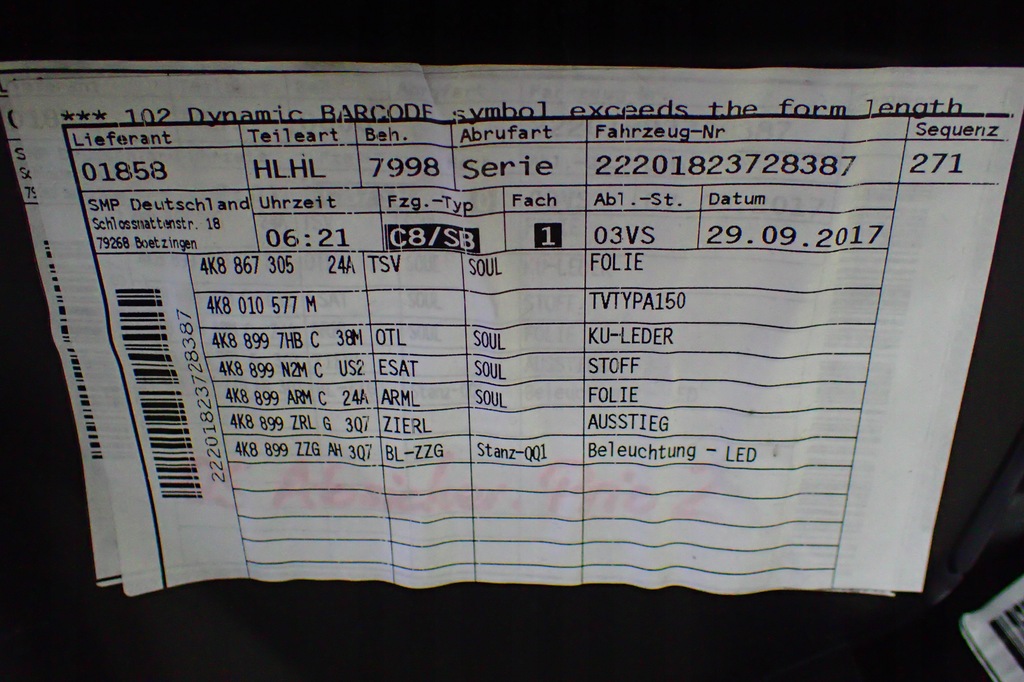 *** 102 Dynamic BARCODE symbol exceeds the form length
Lieferant Teileart Beh. Abrufart Fahrzeug-Nr Sequenz
01858 HLHL 7998 Serie 22201823728387 271
SMP Deutschland Uhrzeit Fzg.-Typ Fach Abl.-St. Datum
Schlossmattenstr. 18
79268 Boetzingen 06:21 C8/SB 1 03VS 29.09.2017
4K8 867 305 24A TSV SOUL FOLIE
4K8 010 577 M TVTYPA150
4K8 899 7HB C 38M OTL SOUL KU-LEDER
4K8 899 N2M C US2 ESAT SOUL STOFF
4K8 899 ARM C 24A ARML SOUL FOLIE
4K8 899 ZRL G 3Q7 ZIERL AUSSTIEG
4K8 899 ZZG AH 3Q7 BL-ZZG Stanz-QQ1 Beleuchtung - LED
22201823728387